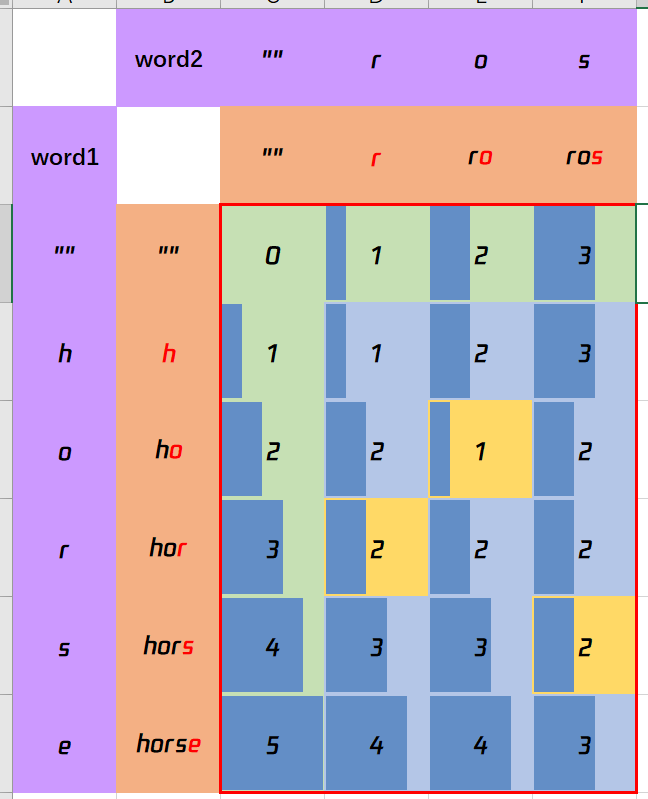 word2 "" r o s
word1 "" r ro ros
"" "" 0 1 2 3
h h 1 1 2 3
o ho 2 2 1 2
r hor 3 2 2 2
s hors 4 3 3 2
e horse 5 4 4 3